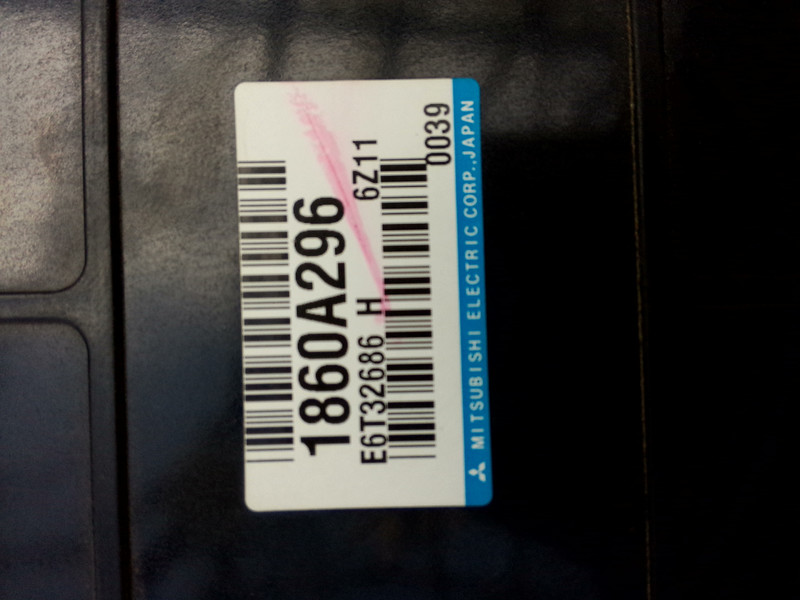 1860A296
E6T32686 H 6Z11
0039
MITSUBISHI ELECTRIC CORP.,JAPAN